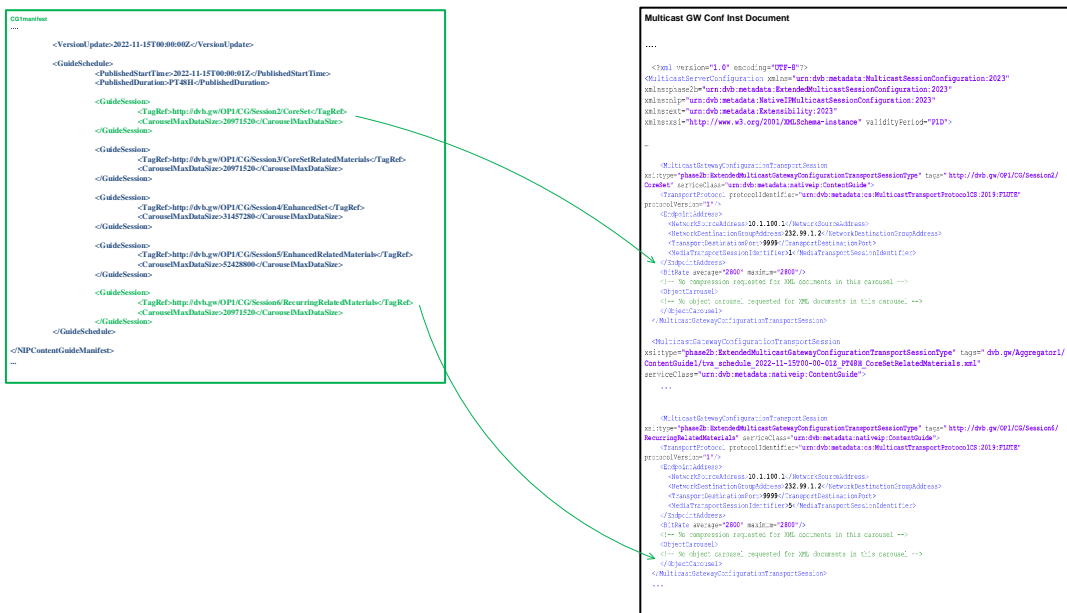 CG1manifest
....
<VersionUpdate>2022-11-15T00:00:00Z</VersionUpdate>
<GuideSchedule>
<PublishedStartTime>2022-11-15T00:00:01Z</PublishedStartTime>
<PublishedDuration>PT48H</PublishedDuration>
<GuideSession>
<TagRef>http://dvb.gw/OP1/CG/Session2/CoreSet</TagRef>
<CarouselMaxDataSize>20971520</CarouselMaxDataSize>
</GuideSession>
<GuideSession>
<TagRef>http://dvb.gw/OP1/CG/Session3/CoreSetRelatedMaterials</TagRef>
<CarouselMaxDataSize>20971520</CarouselMaxDataSize>
</GuideSession>
<GuideSession>
<TagRef>http://dvb.gw/OP1/CG/Session4/EnhancedSet</TagRef>
<CarouselMaxDataSize>31457280</CarouselMaxDataSize>
</GuideSession>
<GuideSession>
<TagRef>http://dvb.gw/OP1/CG/Session5/EnhancedRelatedMaterials</TagRef>
<CarouselMaxDataSize>52428800</CarouselMaxDataSize>
</GuideSession>
<GuideSession>
<TagRef>http://dvb.gw/OP1/CG/Session6/RecurringRelatedMaterials</TagRef>
<CarouselMaxDataSize>20971520</CarouselMaxDataSize>
</GuideSession>
</GuideSchedule>
</NIPContentGuideManifest>
...
Multicast GW Conf Inst Document
....
<?xml version="1.0" encoding="UTF-8"?>
<MulticastServerConfiguration xmlns="urn:dvb:metadata:MulticastSessionConfiguration:2023"
xmlns:phase2b="urn:dvb:metadata:ExtendedMulticastSessionConfiguration:2023"
xmlns:nip="urn:dvb:metadata:NativeIPMulticastSessionConfiguration:2023"
xmlns:ext="urn:dvb:metadata:Extensibility:2023"
xmlns:xsi="http://www.w3.org/2001/XMLSchema-instance" validityPeriod="P1D">
…
<MulticastGatewayConfigurationTransportSession
xsi:type="phase2b:ExtendedMulticastGatewayConfigurationTransportSessionType" tags="http://dvb.gw/OP1/CG/Session2/
CoreSet" serviceClass="urn:dvb:metadata:nativeip:ContentGuide">
<TransportProtocol protocolIdentifier="urn:dvb:metadata:cs:MulticastTransportProtocolCS:2019:FLUTE"
protocolVersion="1"/>
<EndpointAddress>
<NetworkSourceAddress>10.1.100.1</NetworkSourceAddress>
<NetworkDestinationGroupAddress>232.99.1.2</NetworkDestinationGroupAddress>
<TransportDestinationPort>9999</TransportDestinationPort>
<MediaTransportSessionIdentifier>1</MediaTransportSessionIdentifier>
</EndpointAddress>
<BitRate average="2800" maximum="2800"/>
<!-- No compression requested for XML documents in this carousel -->
<ObjectCarousel>
<!-- No object carousel requested for XML documents in this carousel -->
</ObjectCarousel>
</MulticastGatewayConfigurationTransportSession>
<MulticastGatewayConfigurationTransportSession
xsi:type="phase2b:ExtendedMulticastGatewayConfigurationTransportSessionType" tags="dvb.gw/Aggregator1/
ContentGuide1/tva_schedule_2022-11-15T00-00-01Z_PT48H_CoreSetRelatedMaterials.xml"
serviceClass="urn:dvb:metadata:nativeip:ContentGuide">
...
<MulticastGatewayConfigurationTransportSession
xsi:type="phase2b:ExtendedMulticastGatewayConfigurationTransportSessionType" tags="http://dvb.gw/OP1/CG/Session6/
RecurringRelatedMaterials" serviceClass="urn:dvb:metadata:nativeip:ContentGuide">
<TransportProtocol protocolIdentifier="urn:dvb:metadata:cs:MulticastTransportProtocolCS:2019:FLUTE"
protocolVersion="1"/>
<EndpointAddress>
<NetworkSourceAddress>10.1.100.1</NetworkSourceAddress>
<NetworkDestinationGroupAddress>232.99.1.2</NetworkDestinationGroupAddress>
<TransportDestinationPort>9999</TransportDestinationPort>
<MediaTransportSessionIdentifier>5</MediaTransportSessionIdentifier>
</EndpointAddress>
<BitRate average="2800" maximum="2800"/>
<!-- No compression requested for XML documents in this carousel -->
<ObjectCarousel>
<!-- No object carousel requested for XML documents in this carousel -->
</ObjectCarousel>
</MulticastGatewayConfigurationTransportSession>
...